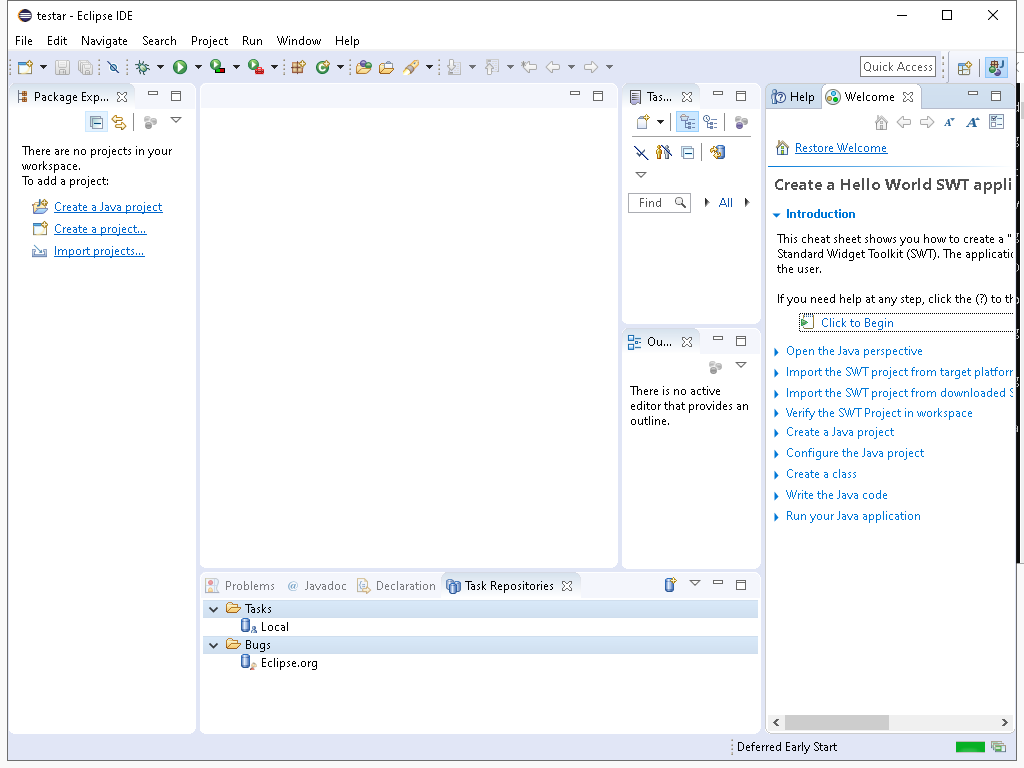 testar - Eclipse IDE
File Edit Navigate Search Project Run Window Help
Quick Access
Package Exp...
There are no projects in your
workspace.
To add a project:
Create a Java project
Create a project...
Import projects...
Tas...
Find
All
Ou...
There is no active
editor that provides an
outline.
Help
Welcome
Restore Welcome
Create a Hello World SWT appli
Introduction
This cheat sheet shows you how to create a "
Standard Widget Toolkit (SWT). The applicatio
the user.
If you need help at any step, click the (?) to th
Click to Begin
Open the Java perspective
Import the SWT project from target platform
Import the SWT project from downloaded S
Verify the SWT Project in workspace
Create a Java project
Configure the Java project
Create a class
Write the Java code
Run your Java application
Problems @ Javadoc Declaration Task Repositories
Tasks
Local
Bugs
Eclipse.org
Deferred Early Start